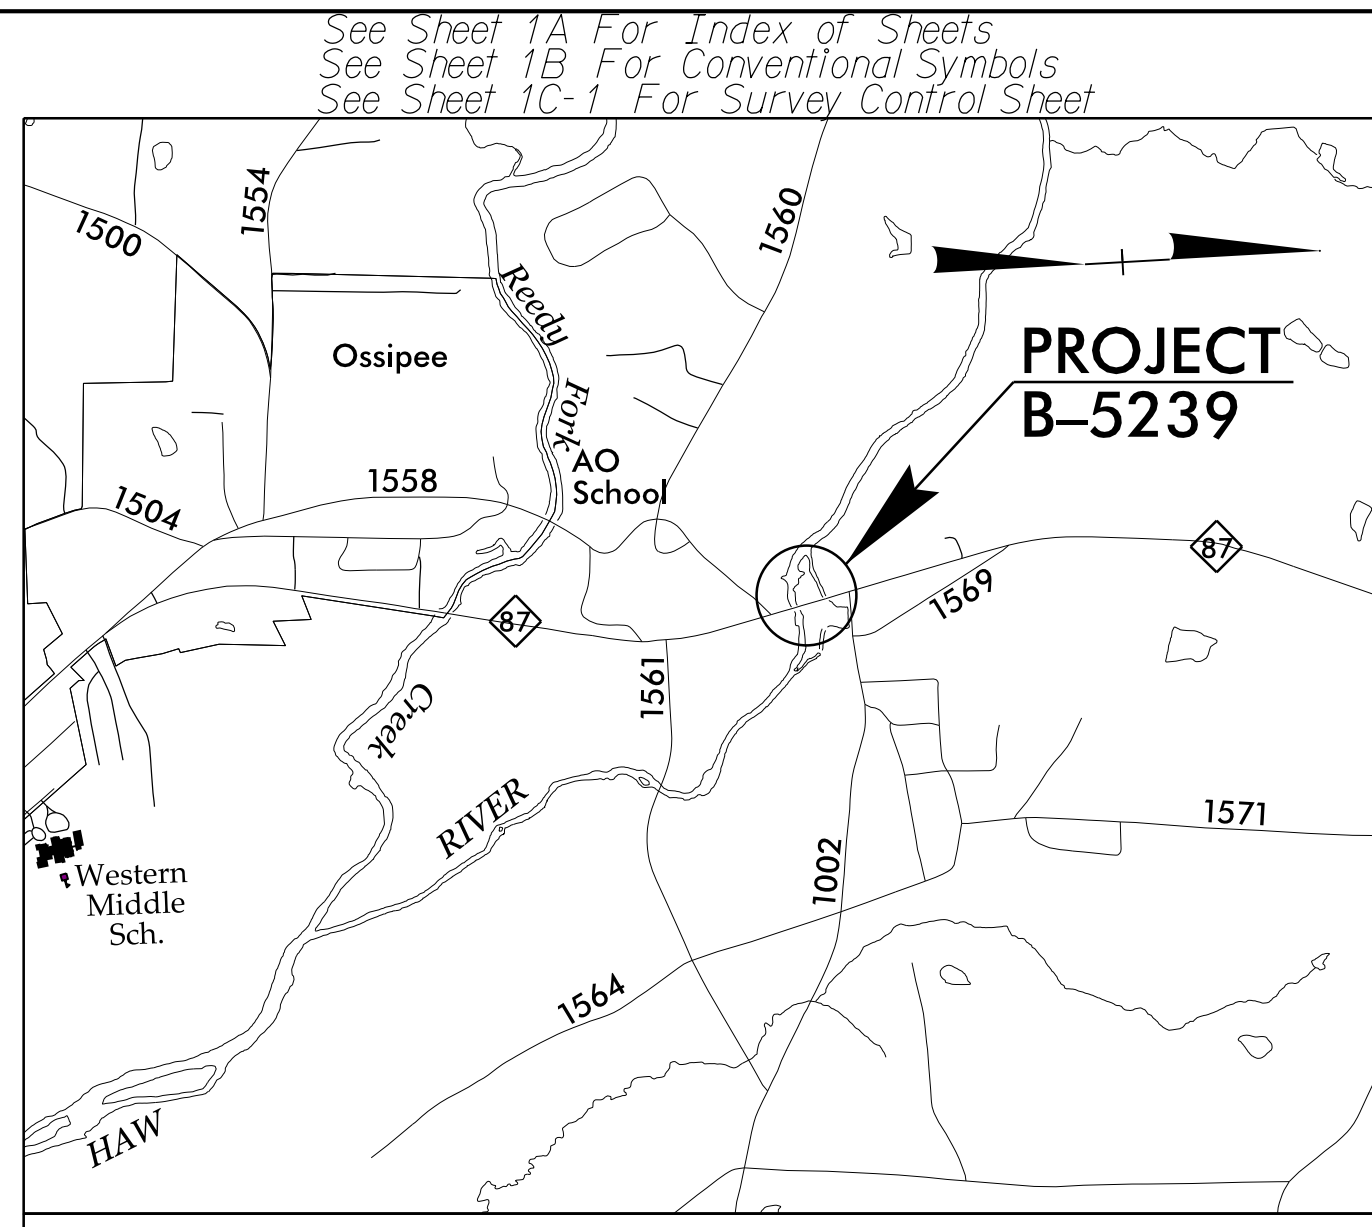 See Sheet 1A For Index of Sheets
See Sheet 1B For Conventional Symbols
See Sheet 1C-1 For Survey Control Sheet
1500
1554
1560
Reedy
Fork
Creek
Ossipee
PROJECT
B–5239
AO
School
1558
1504
87
87
1569
1561
RIVER
1571
1002
Western
Middle
Sch.
1564
HAW